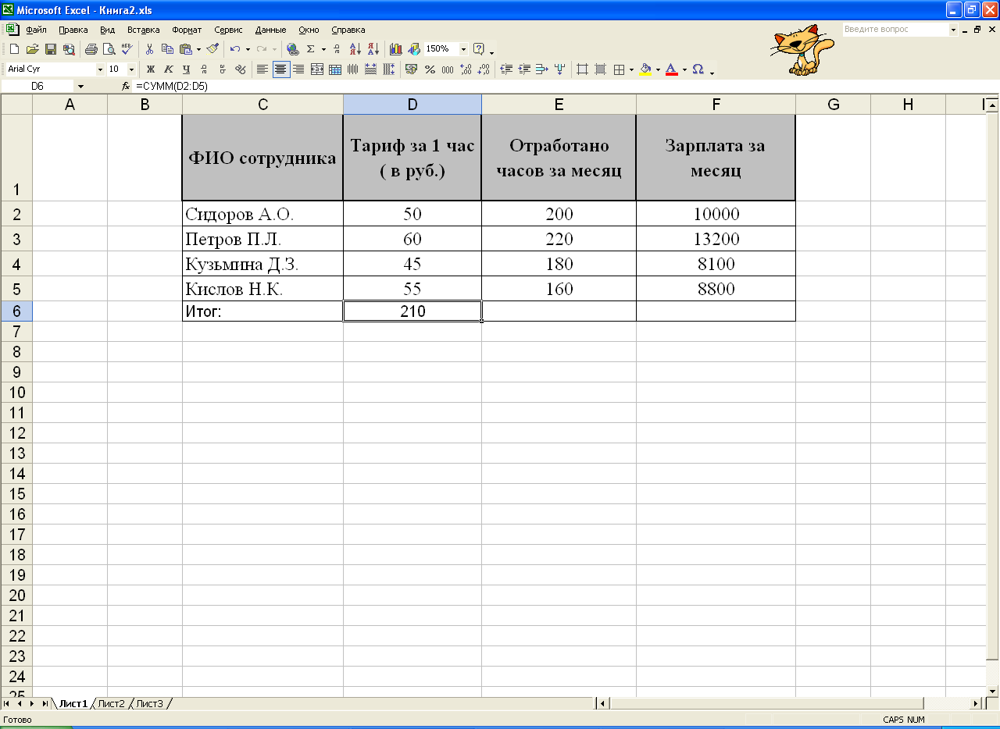 Microsoft Excel - Книга2.xls
Файл Правка Вид Вставка Формат Сервис Данные Окно Справка Введите вопрос
150%
Arial Cyr 10 Ж К Ч % 000
D6 fx =СУММ(D2:D5)
A B C D E F G H I
ФИО сотрудника Тариф за 1 час Отработано Зарплата за
( в руб.) часов за месяц месяц
1
2 Сидоров А.О. 50 200 10000
3 Петров П.Л. 60 220 13200
4 Кузьмина Д.З. 45 180 8100
5 Кислов Н.К. 55 160 8800
6 Итог: 210
7
8
9
10
11
12
13
14
15
16
17
18
19
20
21
22
23
24
25
Лист1 Лист2 Лист3
Готово CAPS NUM